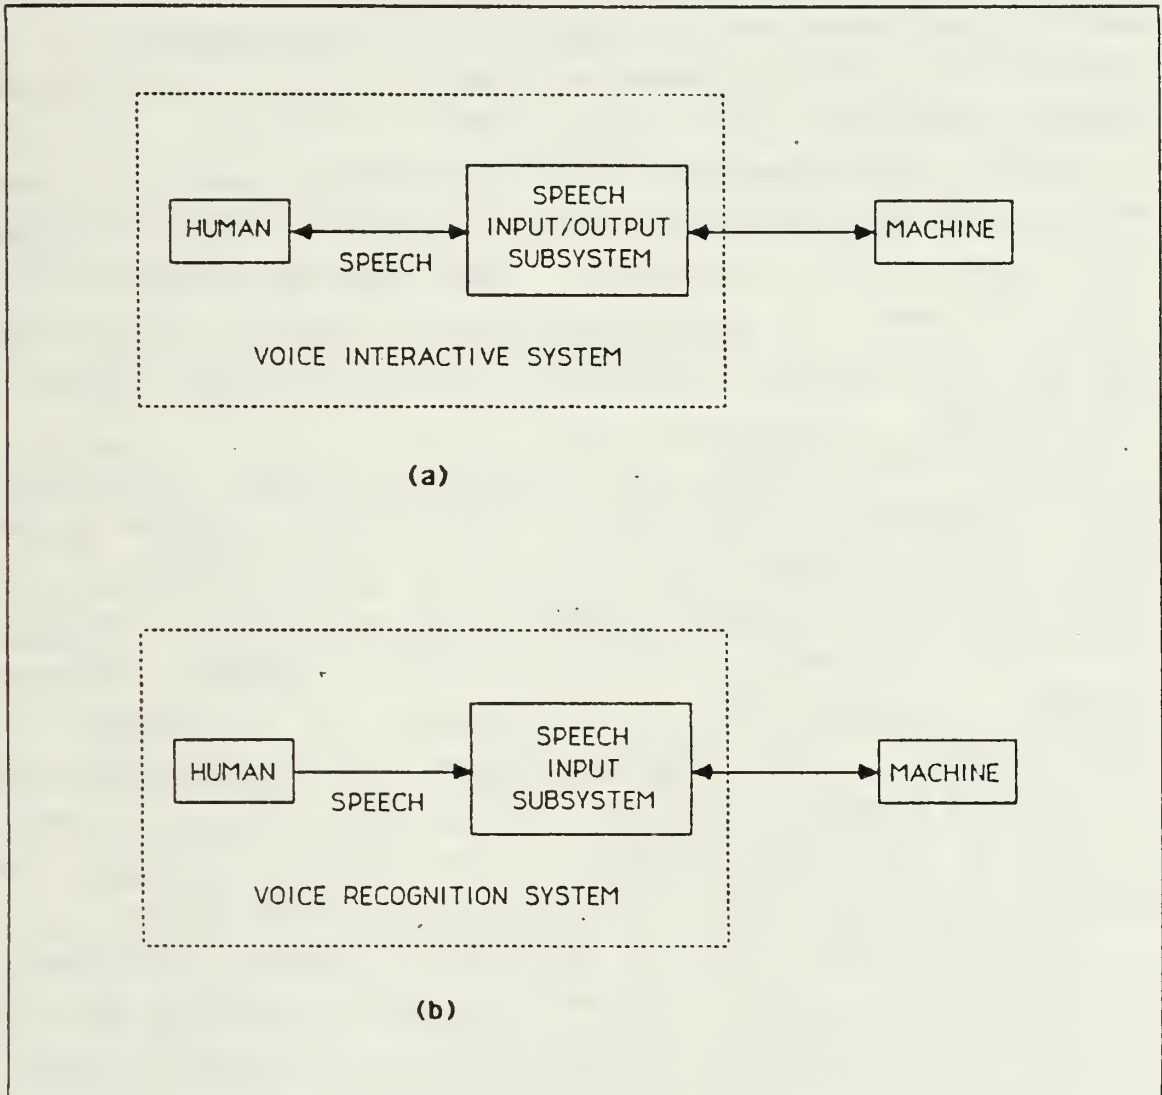 HUMAN
SPEECH
SPEECH
INPUT/OUTPUT
SUBSYSTEM
MACHINE
VOICE INTERACTIVE SYSTEM
(a)
HUMAN
SPEECH
SPEECH
INPUT
SUBSYSTEM
MACHINE
VOICE RECOGNITION SYSTEM
(b)